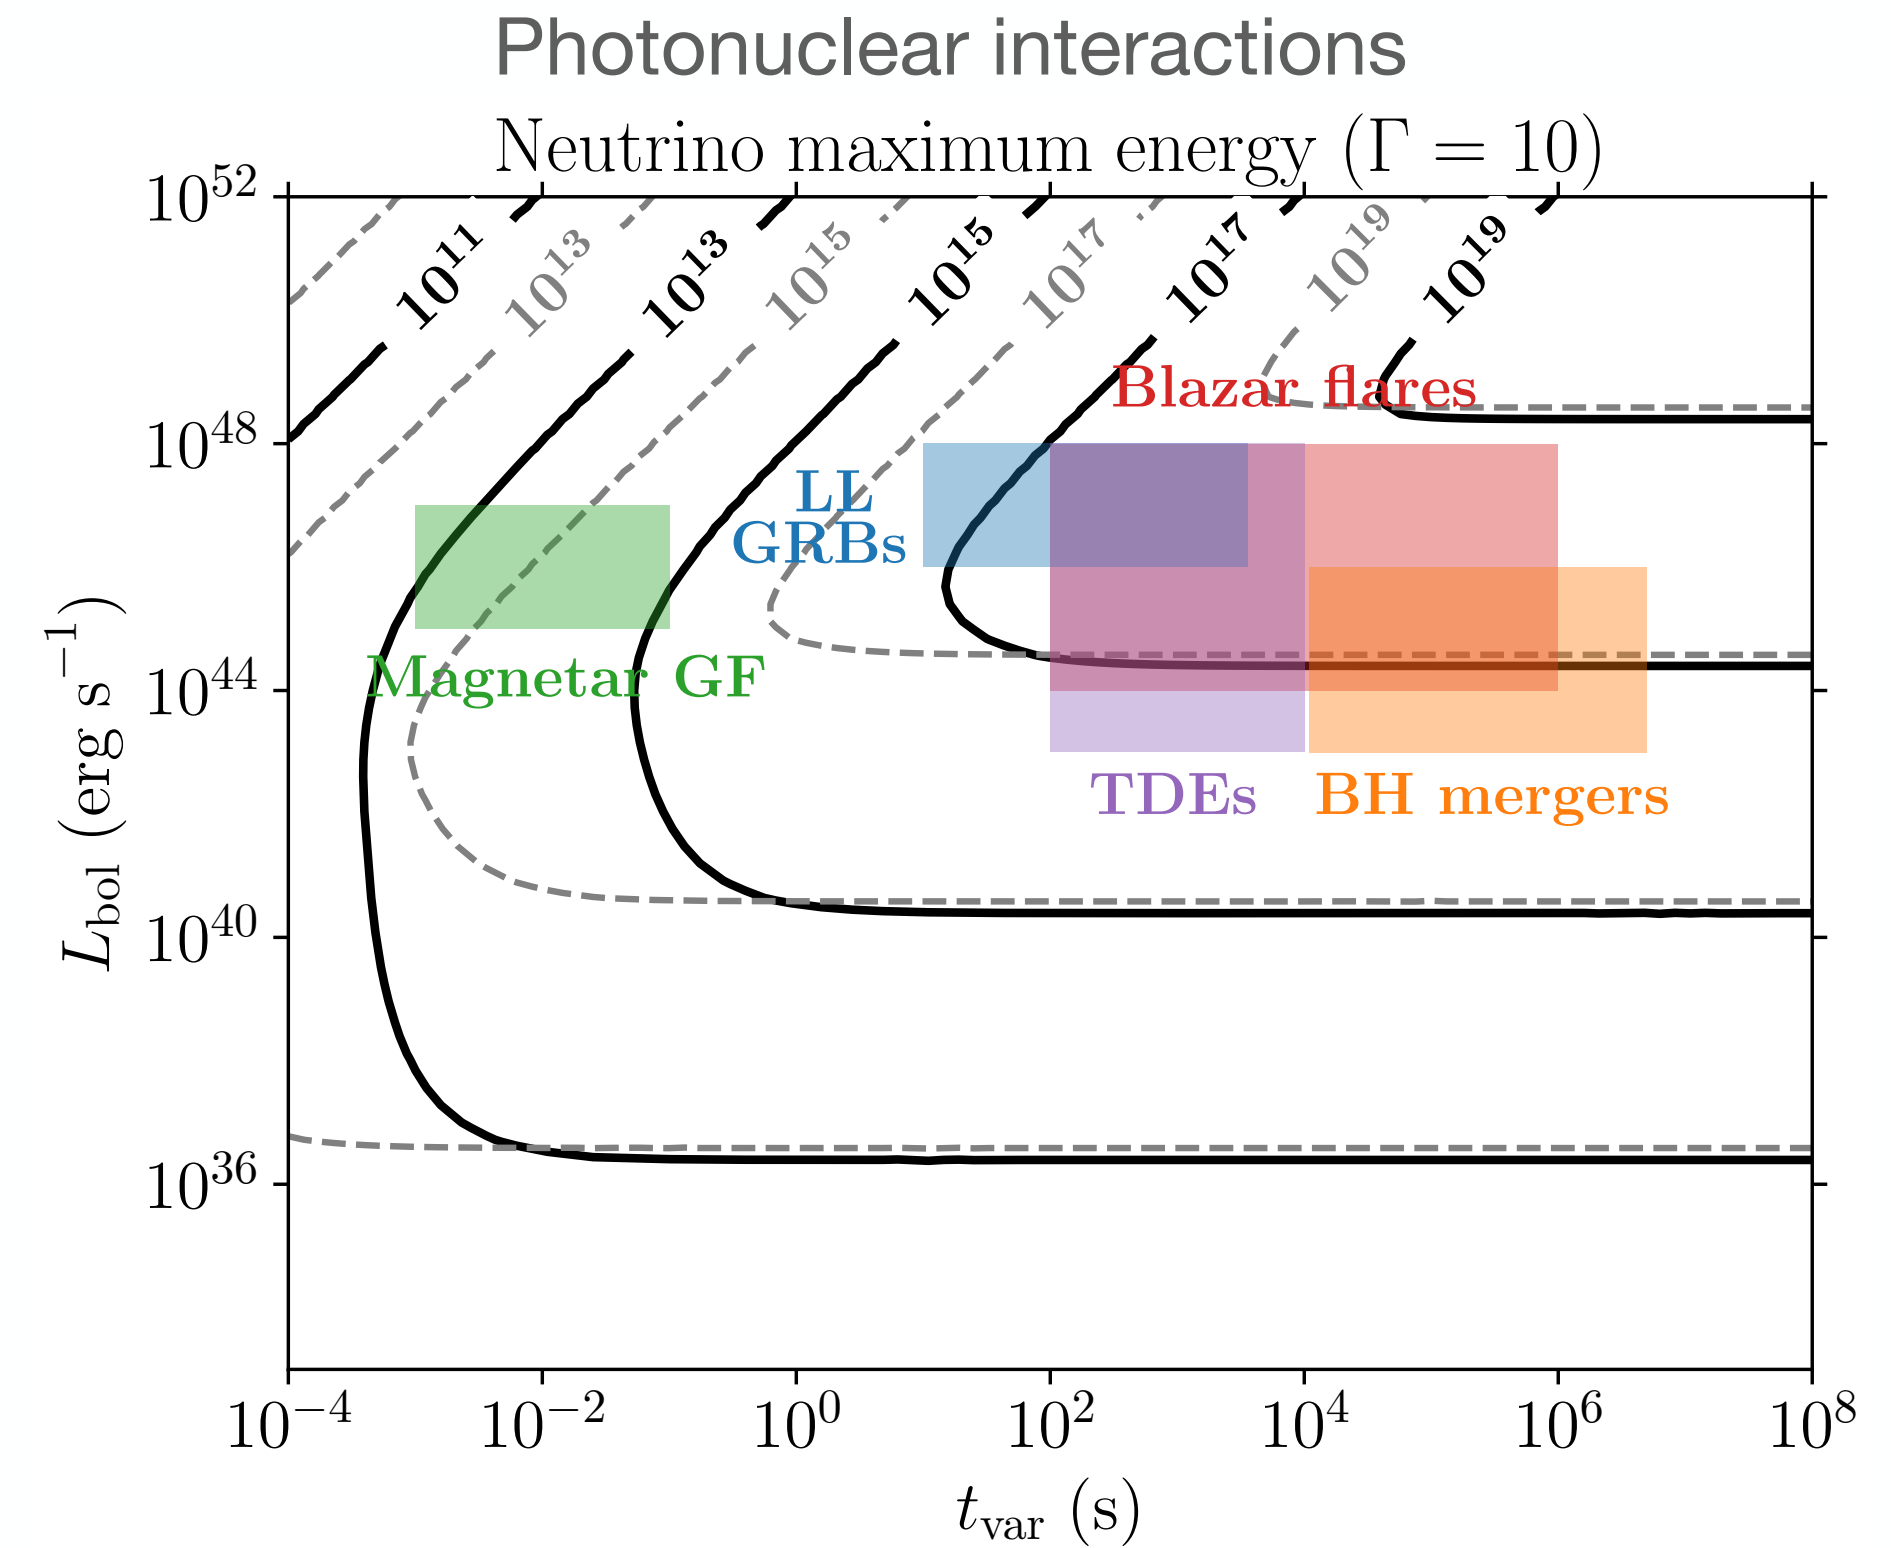 Photonuclear interactions
Neutrino maximum energy (Γ = 10)
10^52
10^48
10^44
10^40
10^36
L_bol (erg s^−1)
10^11
10^13
10^13
10^15
10^15
10^17
10^17
10^19
10^19
Blazar flares
LL
GRBs
Magnetar GF
TDEs
BH mergers
10^−4
10^−2
10^0
10^2
10^4
10^6
10^8
t_var (s)